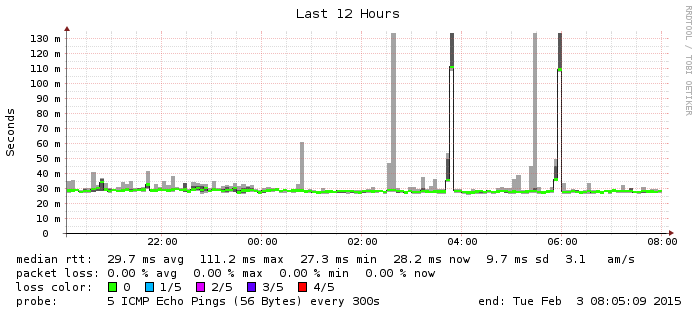 Last 12 Hours
RRDTOOL / TOBI OETIKER
Seconds
130 m
120 m
110 m
100 m
90 m
80 m
70 m
60 m
50 m
40 m
30 m
20 m
10 m
0
22:00 00:00 02:00 04:00 06:00 08:00
median rtt: 29.7 ms avg 111.2 ms max 27.3 ms min 28.2 ms now 9.7 ms sd 3.1 am/s
packet loss: 0.00 % avg 0.00 % max 0.00 % min 0.00 % now
loss color: 0 1/5 2/5 3/5 4/5
probe: 5 ICMP Echo Pings (56 Bytes) every 300s end: Tue Feb 3 08:05:09 2015